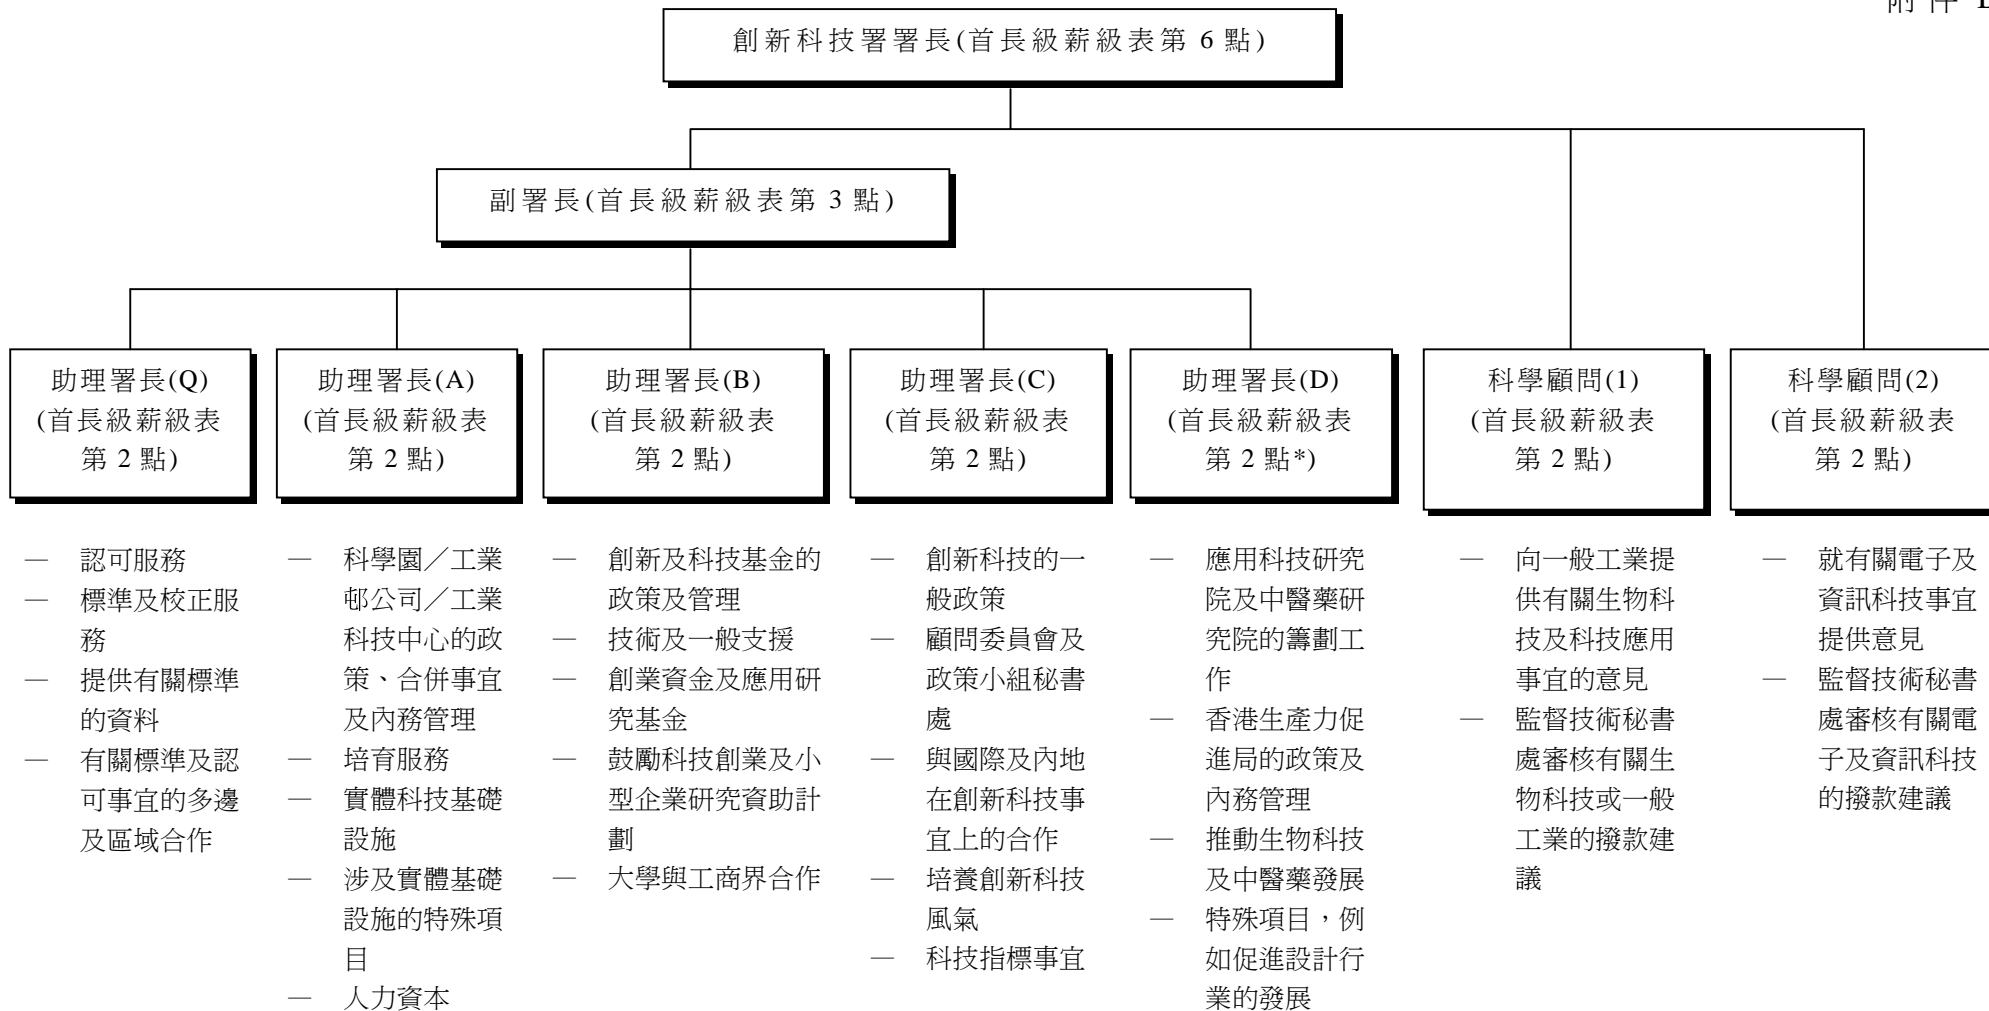 附件
創新科技署署長(首長級薪級表第 6 點)
副署長(首長級薪級表第 3 點)
助理署長(Q)
(首長級薪級表
第 2 點)
助理署長(A)
(首長級薪級表
第 2 點)
助理署長(B)
(首長級薪級表
第 2 點)
助理署長(C)
(首長級薪級表
第 2 點)
助理署長(D)
(首長級薪級表
第 2 點*)
科學顧問(1)
(首長級薪級表
第 2 點)
科學顧問(2)
(首長級薪級表
第 2 點)
— 認可服務
— 標準及校正服
務
— 提供有關標準
的資料
— 有關標準及認
可事宜的多邊
及區域合作
— 科學園／工業
邨公司／工業
科技中心的政
策、合併事宜
及內務管理
— 培育服務
— 實體科技基礎
設施
— 涉及實體基礎
設施的特殊項
目
— 人力資本
— 創新及科技基金的
政策及管理
— 技術及一般支援
— 創業資金及應用研
究基金
— 鼓勵科技創業及小
型企業研究資助計
劃
— 大學與工商界合作
— 創新科技的一
般政策
— 顧問委員會及
政策小組秘書
處
— 與國際及內地
在創新科技事
宜上的合作
— 培養創新科技
風氣
— 科技指標事宜
— 應用科技研究
院及中醫藥研
究院的籌劃工
作
— 香港生產力促
進局的政策及
內務管理
— 推動生物科技
及中醫藥發展
— 特殊項目，例
如促進設計行
業的發展
— 向一般工業提
供有關生物科
技及科技應用
事宜的意見
— 監督技術秘書
處審核有關生
物科技或一般
工業的撥款建
議
— 就有關電子及
資訊科技事宜
提供意見
— 監督技術秘書
處審核有關電
子及資訊科技
的撥款建議